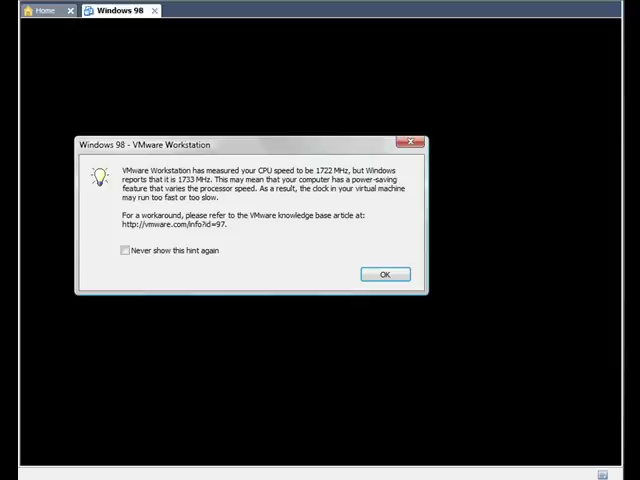 Home
Windows 98
Windows 98 - VMware Workstation
VMware Workstation has measured your CPU speed to be 1722 MHz, but Windows
reports that it is 1733 MHz. This may mean that your computer has a power-saving
feature that varies the processor speed. As a result, the clock in your virtual machine
may run too fast or too slow.
For a workaround, please refer to the VMware knowledge base article at:
http://vmware.com/info?id=97.
Never show this hint again
OK